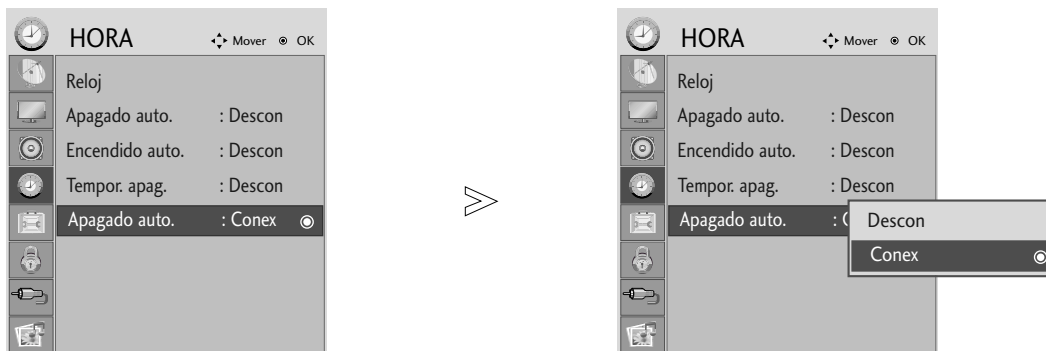 HORA Mover OK
Reloj
Apagado auto. : Descon
Encendido auto. : Descon
Tempor. apag. : Descon
Apagado auto. : Conex
HORA Mover OK
Reloj
Apagado auto. : Descon
Encendido auto. : Descon
Tempor. apag. : Descon
Apagado auto. : C
Descon
Conex